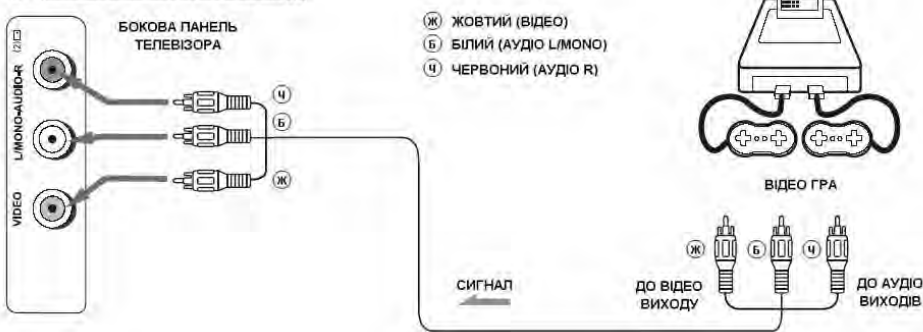 БОКОВА ПАНЕЛЬ
ТЕЛЕВІЗОРА
L/MONO-AUDIO-R
VIDEO
Ч
Б
Ж
Ж ЖОВТИЙ (ВІДЕО)
Б БІЛИЙ (АУДІО L/MONO)
Ч ЧЕРВОНИЙ (АУДІО R)
ВІДЕО ГРА
Ж
Б
Ч
СИГНАЛ
ДО ВІДЕО
ВИХОДУ
ДО АУДІО
ВИХОДІВ